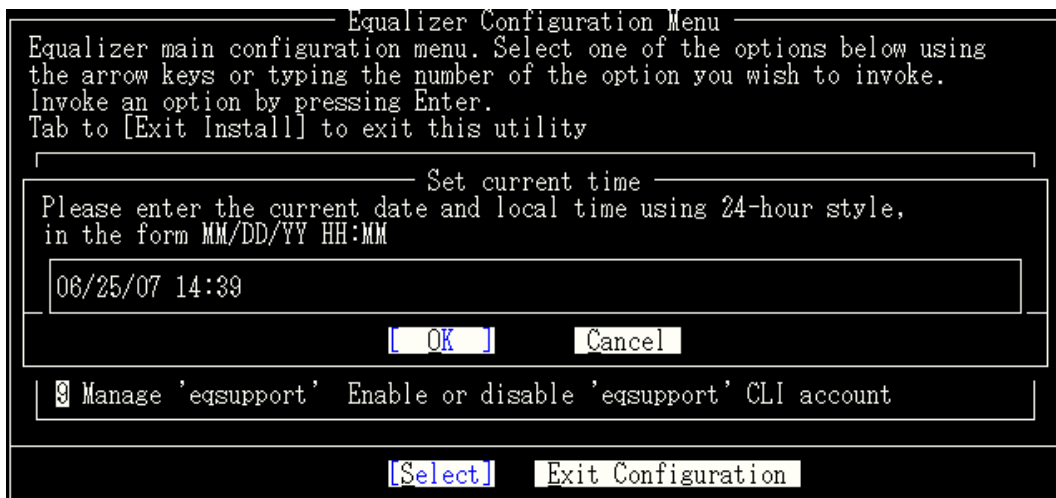 Equalizer Configuration Menu
Equalizer main configuration menu. Select one of the options below using
the arrow keys or typing the number of the option you wish to invoke.
Invoke an option by pressing Enter.
Tab to [Exit Install] to exit this utility
Set current time
Please enter the current date and local time using 24-hour style,
in the form MM/DD/YY HH:MM
06/25/07 14:39
[ OK ] Cancel
9 Manage 'eqsupport' Enable or disable 'eqsupport' CLI account
[Select] Exit Configuration